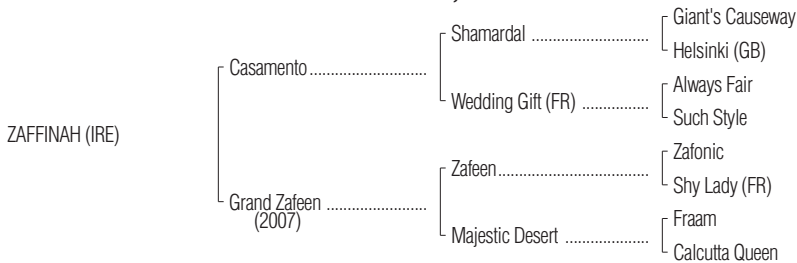 Giant's Causeway
Shamardal ..............................
Helsinki (GB)
Casamento..............................
Always Fair
Wedding Gift (FR) .................
Such Style
ZAFFINAH (IRE)
Zafonic
Zafeen.......................................
Shy Lady (FR)
Grand Zafeen ..........................
(2007)
Fraam
Majestic Desert .....................
Calcutta Queen